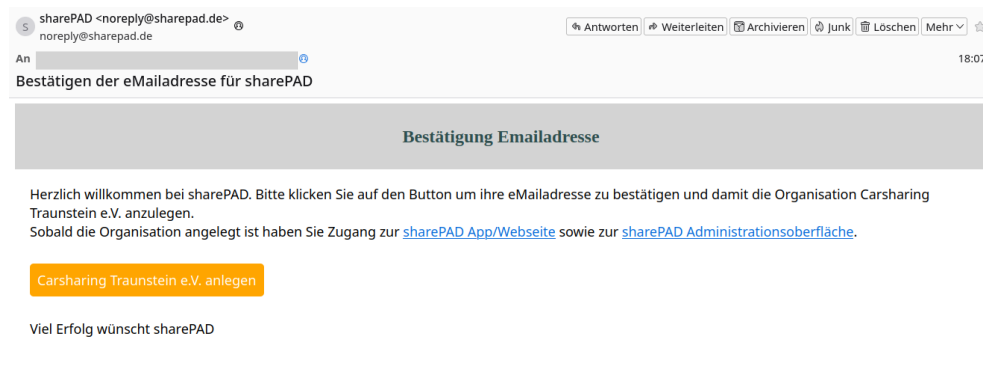 S
sharePAD <noreply@sharepad.de>
noreply@sharepad.de
Antworten Weiterleiten Archivieren Junk Löschen Mehr
An
18:07
Bestätigen der eMailadresse für sharePAD
Bestätigung Emailadresse
Herzlich willkommen bei sharePAD. Bitte klicken Sie auf den Button um ihre eMailadresse zu bestätigen und damit die Organisation Carsharing
Traunstein e.V. anzulegen.
Sobald die Organisation angelegt ist haben Sie Zugang zur sharePAD App/Webseite sowie zur sharePAD Administrationsoberfläche.
Carsharing Traunstein e.V. anlegen
Viel Erfolg wünscht sharePAD